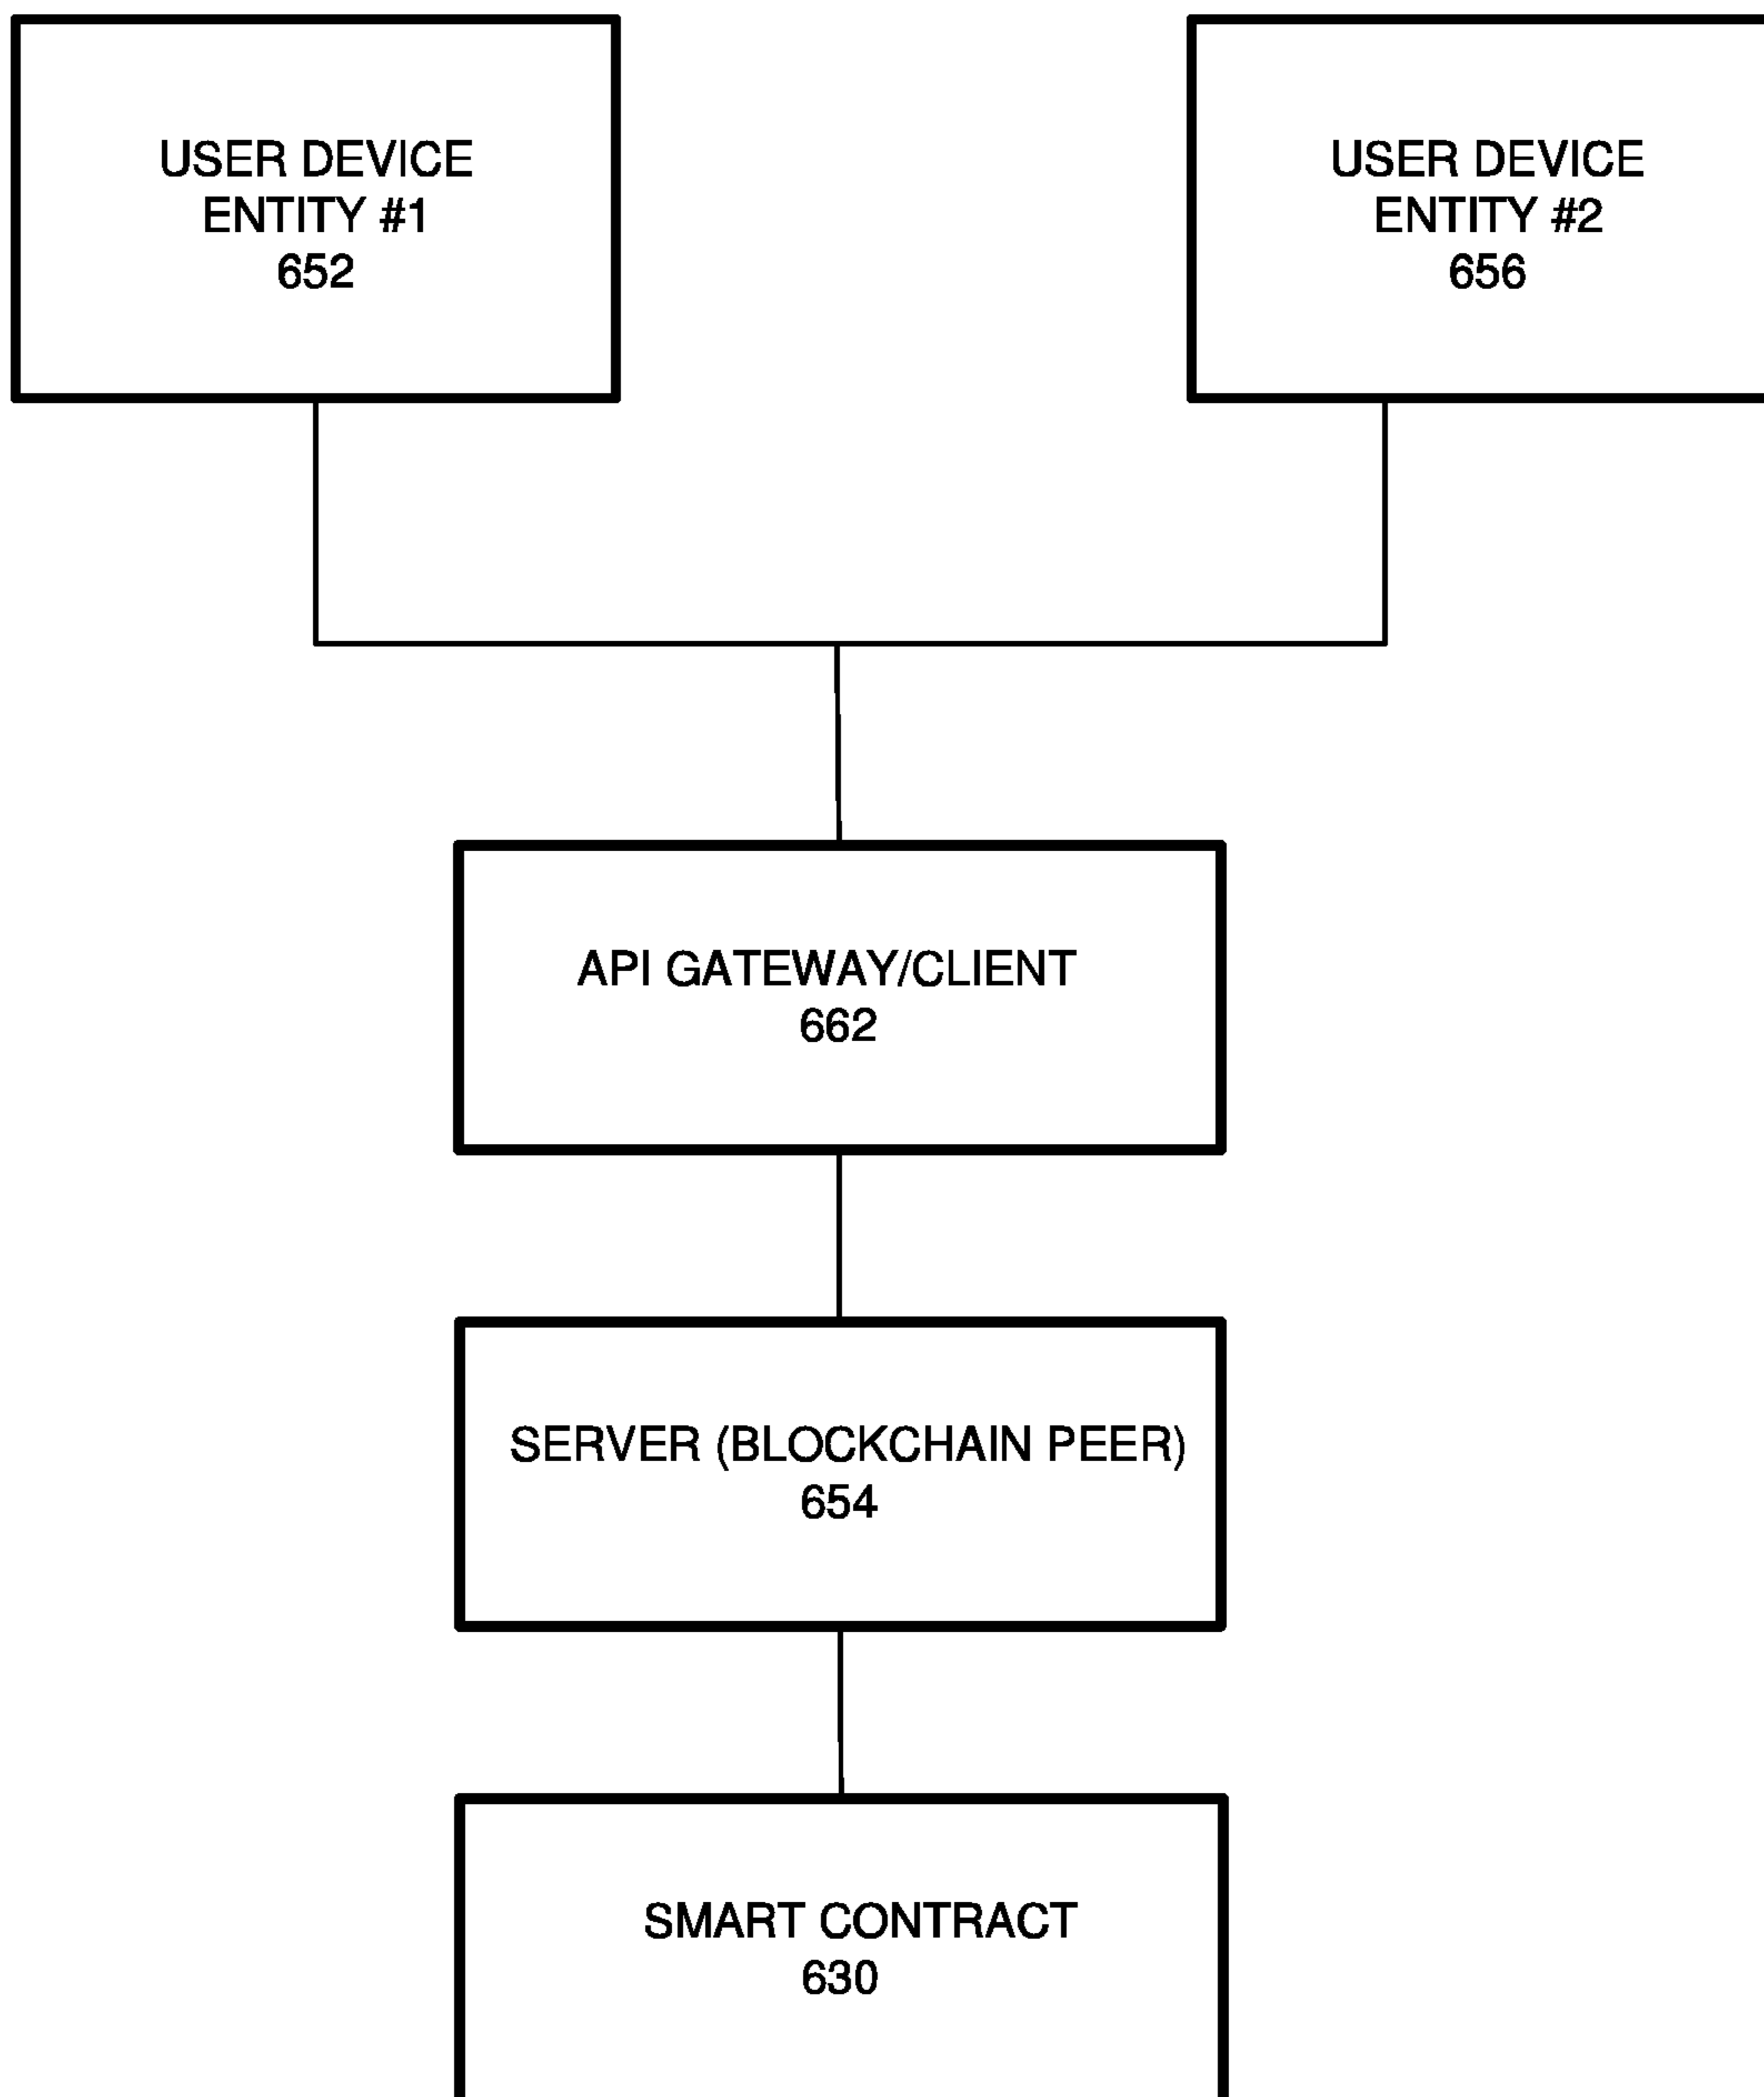 USER DEVICE
ENTITY #1
652
USER DEVICE
ENTITY #2
656
API GATEWAY/CLIENT
662
SERVER (BLOCKCHAIN PEER)
654
SMART CONTRACT
630